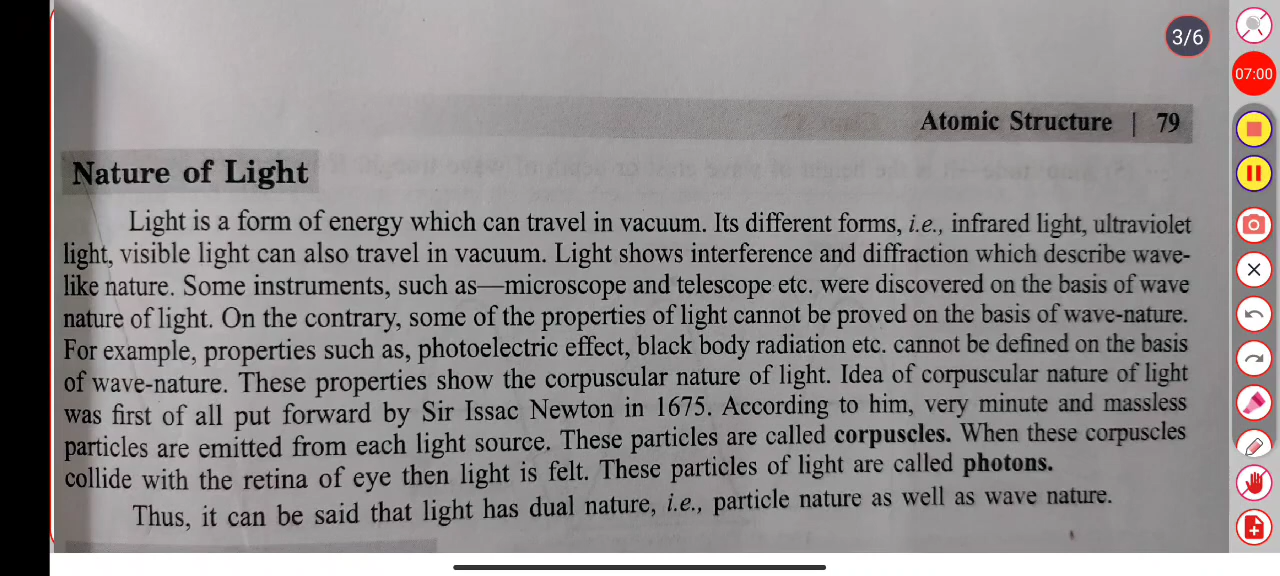 3/6
07:00
Atomic Structure | 79
Nature of Light
Light is a form of energy which can travel in vacuum. Its different forms, i.e., infrared light, ultraviolet
light, visible light can also travel in vacuum. Light shows interference and diffraction which describe wave-
like nature. Some instruments, such as—microscope and telescope etc. were discovered on the basis of wave
nature of light. On the contrary, some of the properties of light cannot be proved on the basis of wave-nature.
For example, properties such as, photoelectric effect, black body radiation etc. cannot be defined on the basis
of wave-nature. These properties show the corpuscular nature of light. Idea of corpuscular nature of light
was first of all put forward by Sir Issac Newton in 1675. According to him, very minute and massless
particles are emitted from each light source. These particles are called corpuscles. When these corpuscles
collide with the retina of eye then light is felt. These particles of light are called photons.
Thus, it can be said that light has dual nature, i.e., particle nature as well as wave nature.